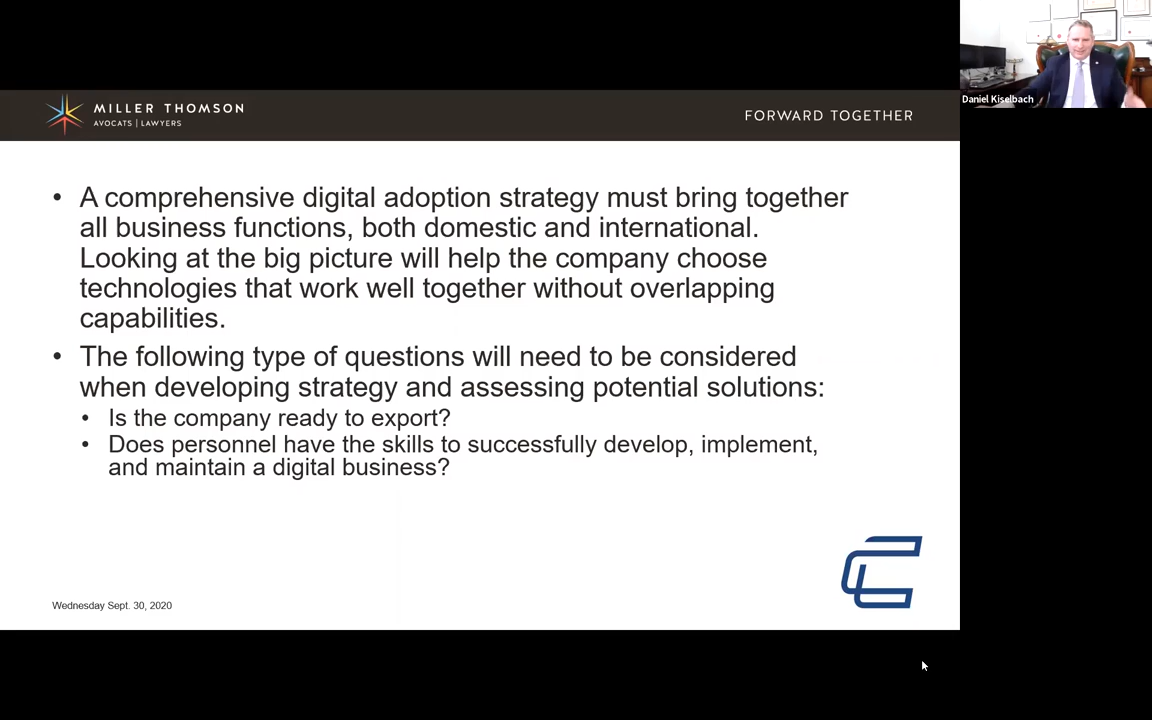 Daniel Kiselbach
MILLER THOMSON
AVOCATS | LAWYERS
FORWARD TOGETHER
• A comprehensive digital adoption strategy must bring together
all business functions, both domestic and international.
Looking at the big picture will help the company choose
technologies that work well together without overlapping
capabilities.
• The following type of questions will need to be considered
when developing strategy and assessing potential solutions:
• Is the company ready to export?
• Does personnel have the skills to successfully develop, implement,
and maintain a digital business?
Wednesday Sept. 30, 2020